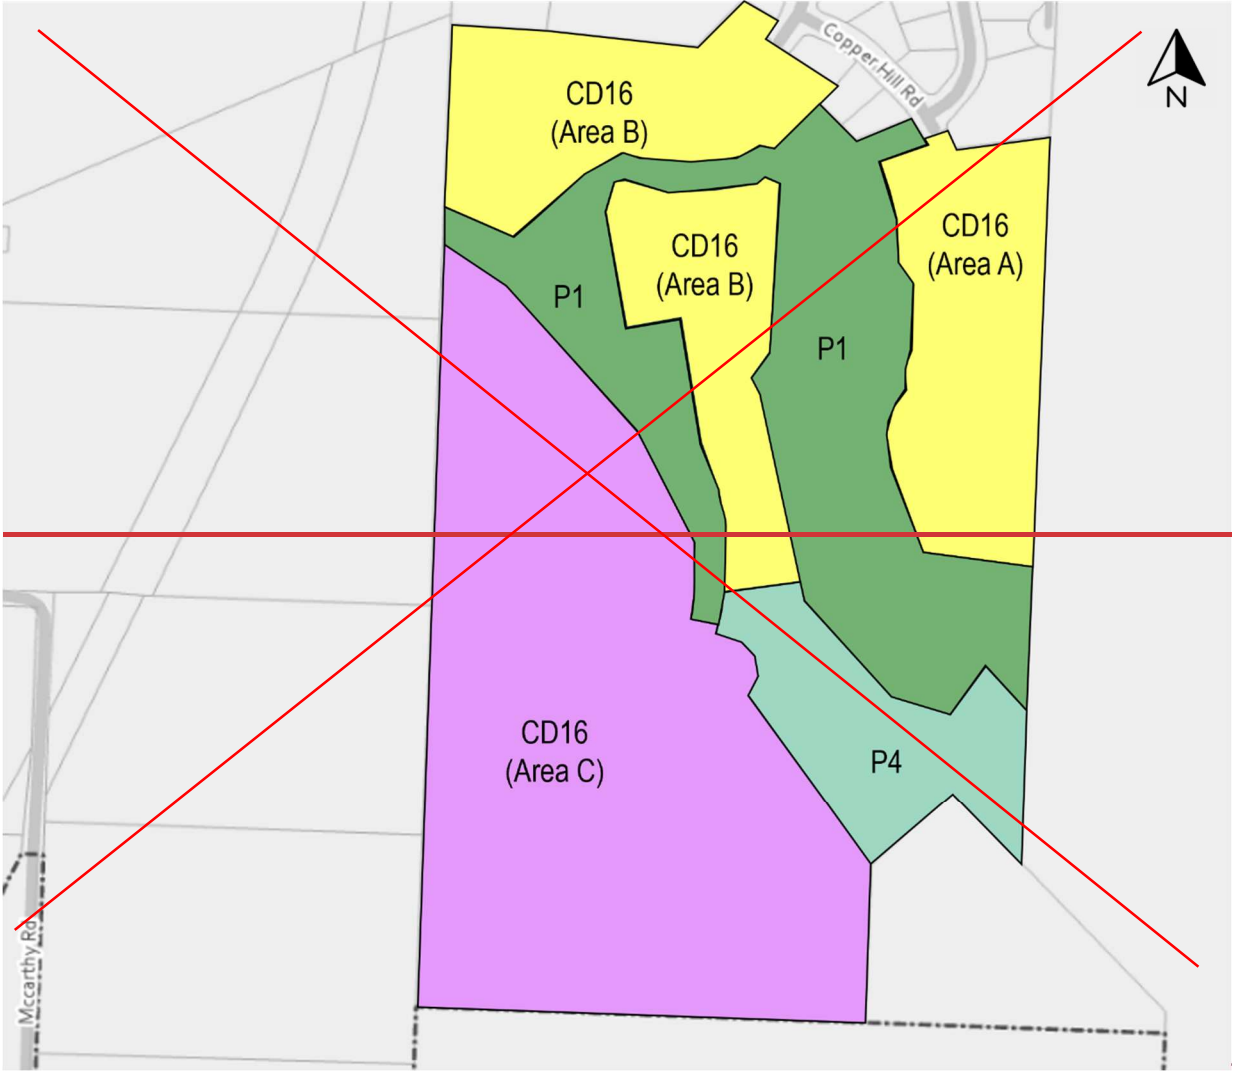 Copper Hill Rd
N
CD16
(Area B)
CD16
(Area A)
CD16
(Area B)
P1
P1
CD16
(Area C)
P4
Mccarthy Rd